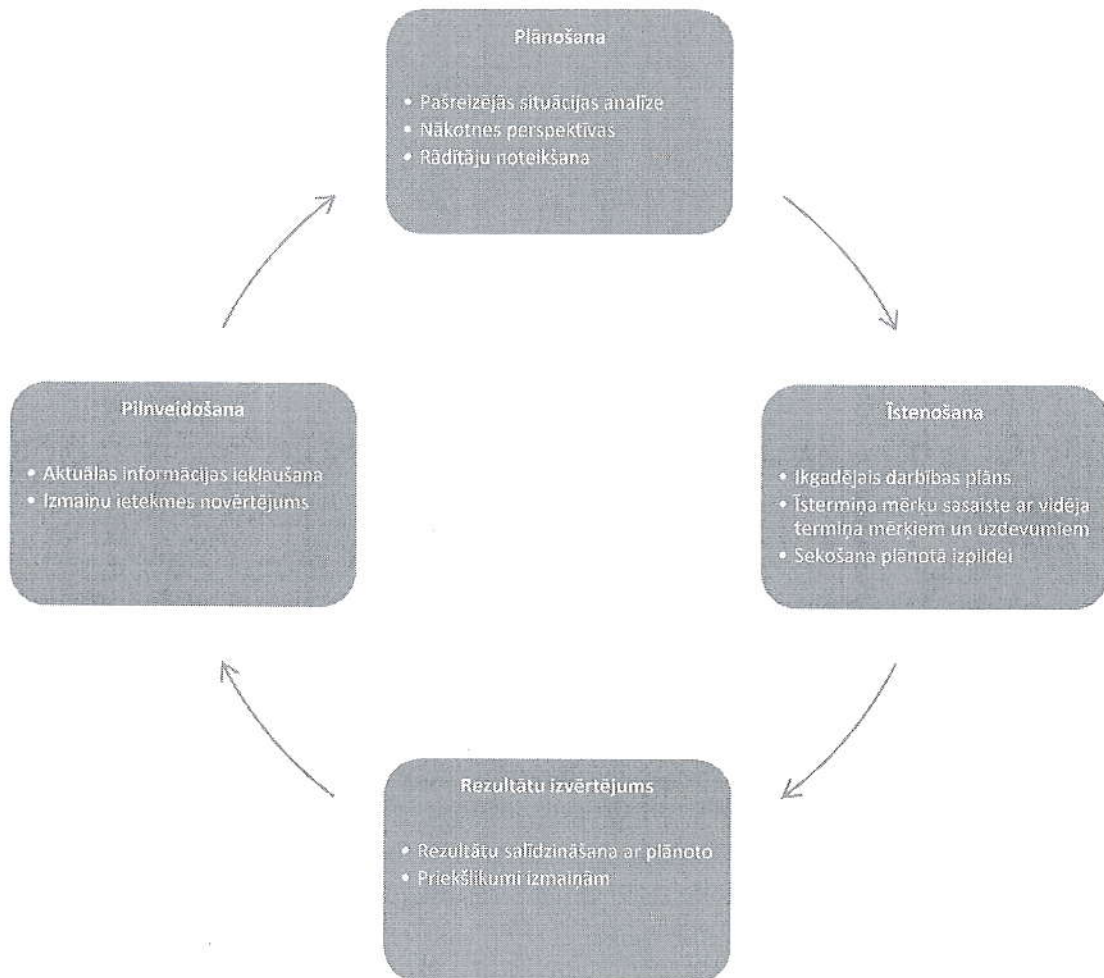 Plānošana
• Pašreizējās situācijas analīze
• Nākotnes perspektīvas
• Rādītāju noteikšana
Īstenošana
• Ikgadējais darbības plāns
• Īstermiņa mērķu sasaiste ar vidēja
termiņa mērķiem un uzdevumiem
• Sekošana plānotā izpildei
Rezultātu izvērtējums
• Rezultātu salīdzināšana ar plānoto
• Priekšlikumi izmaiņām
Pilnveidošana
• Aktuālas informācijas iekļaušana
• Izmaiņu ietekmes novērtējums